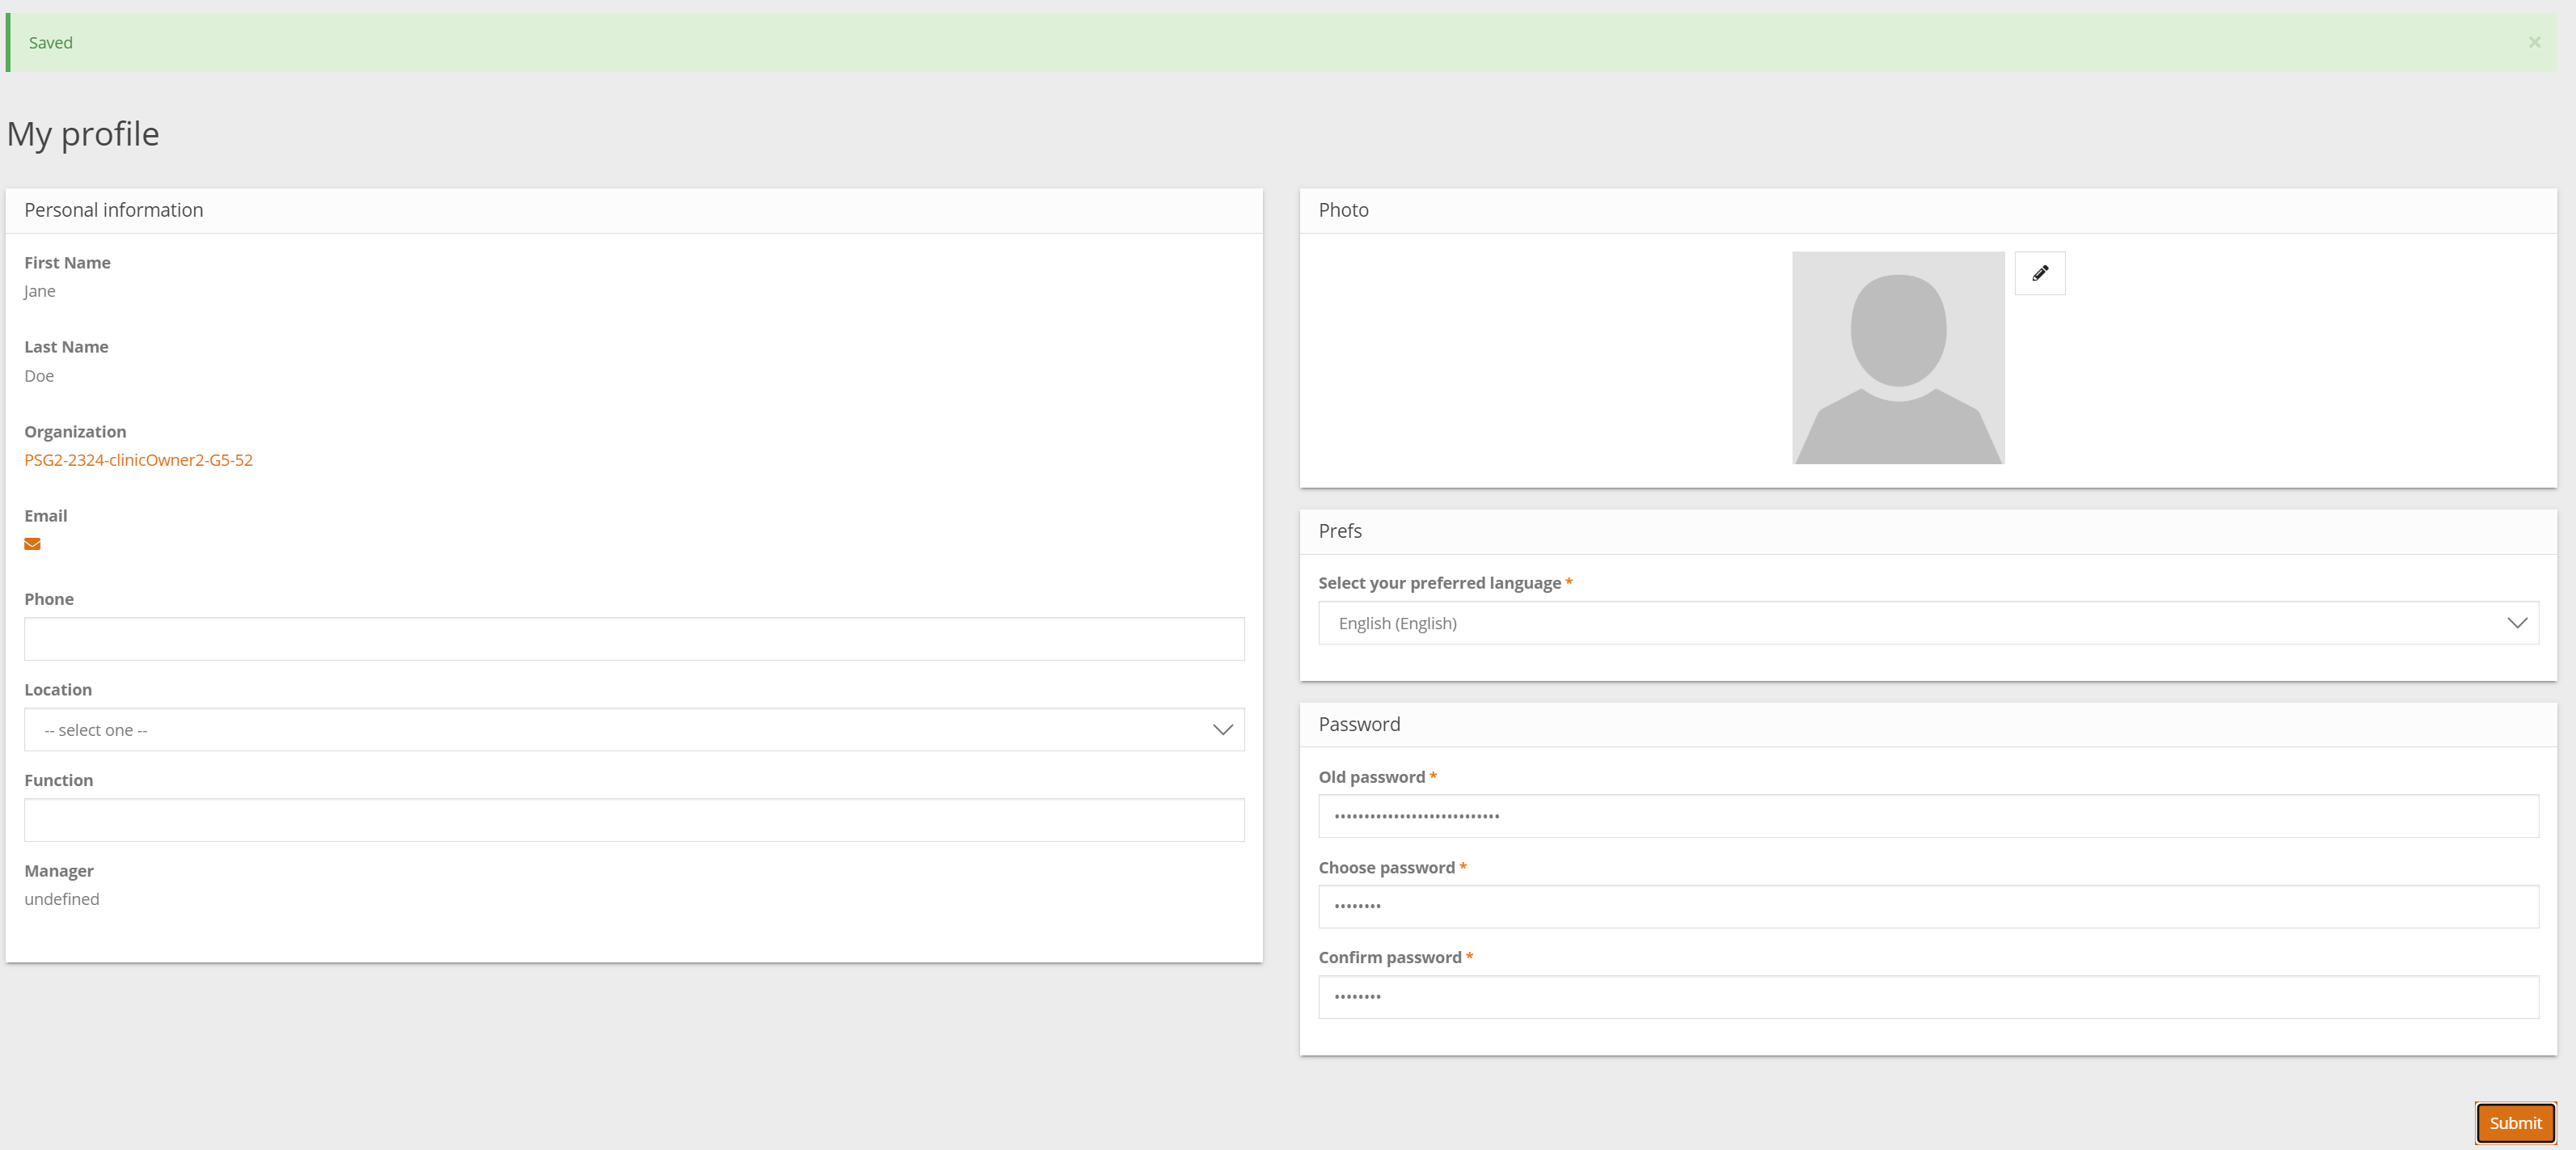 Saved
×
My profile
Personal information
First Name
Jane
Last Name
Doe
Organization
PSG2-2324-clinicOwner2-G5-52
Email
Phone
Location
-- select one --
Function
Manager
undefined
Photo
Prefs
Select your preferred language *
English (English)
Password
Old password *
••••••••••••••••••••••••••••
Choose password *
••••••••
Confirm password *
••••••••
Submit